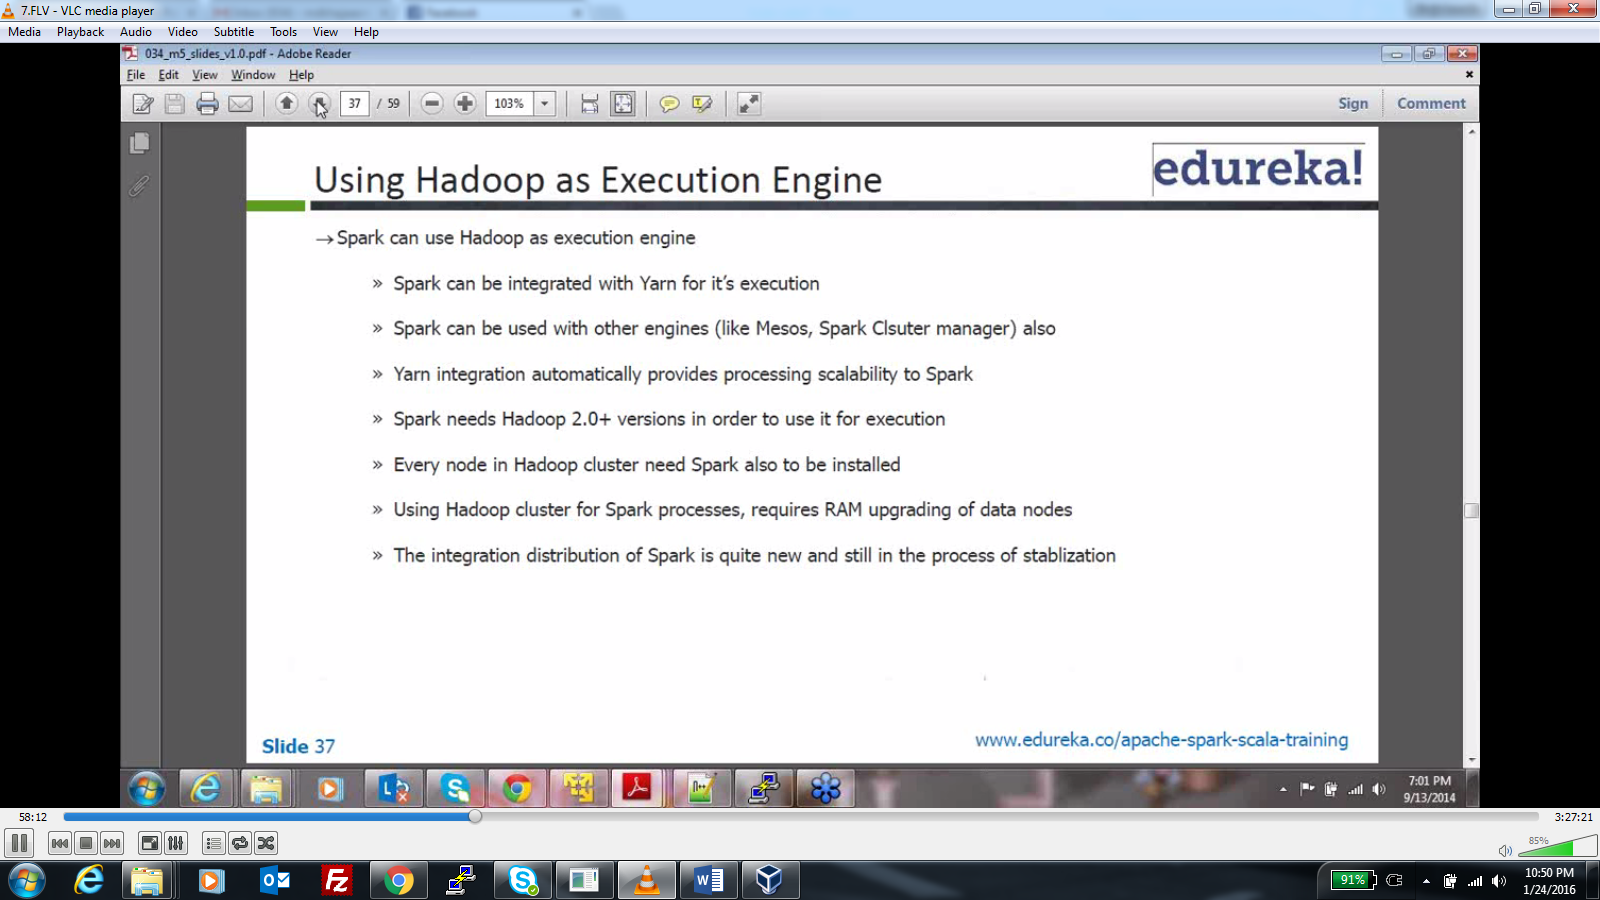 7.FLV - VLC media player
Media Playback Audio Video Subtitle Tools View Help
034_m5_slides_v1.0.pdf - Adobe Reader
File Edit View Window Help
37 / 59 103% Sign Comment
Using Hadoop as Execution Engine
edureka!
→Spark can use Hadoop as execution engine
» Spark can be integrated with Yarn for it's execution
» Spark can be used with other engines (like Mesos, Spark Clsuter manager) also
» Yarn integration automatically provides processing scalability to Spark
» Spark needs Hadoop 2.0+ versions in order to use it for execution
» Every node in Hadoop cluster need Spark also to be installed
» Using Hadoop cluster for Spark processes, requires RAM upgrading of data nodes
» The integration distribution of Spark is quite new and still in the process of stablization
Slide 37
www.edureka.co/apache-spark-scala-training
7:01 PM
9/13/2014
58:12
3:27:21
85%
91%
10:50 PM
1/24/2016